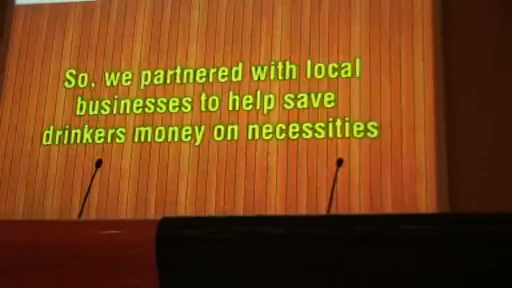 So, we partnered with local
businesses to help save
drinkers money on necessities